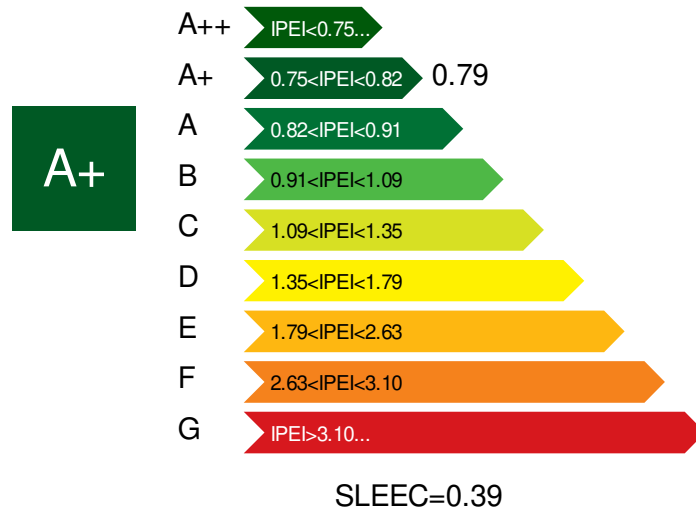 A++ IPEI<0.75...
A+ 0.75<IPEI<0.82 0.79
A 0.82<IPEI<0.91
A+
B 0.91<IPEI<1.09
C 1.09<IPEI<1.35
D 1.35<IPEI<1.79
E 1.79<IPEI<2.63
F 2.63<IPEI<3.10
G IPEI>3.10...
SLEEC=0.39